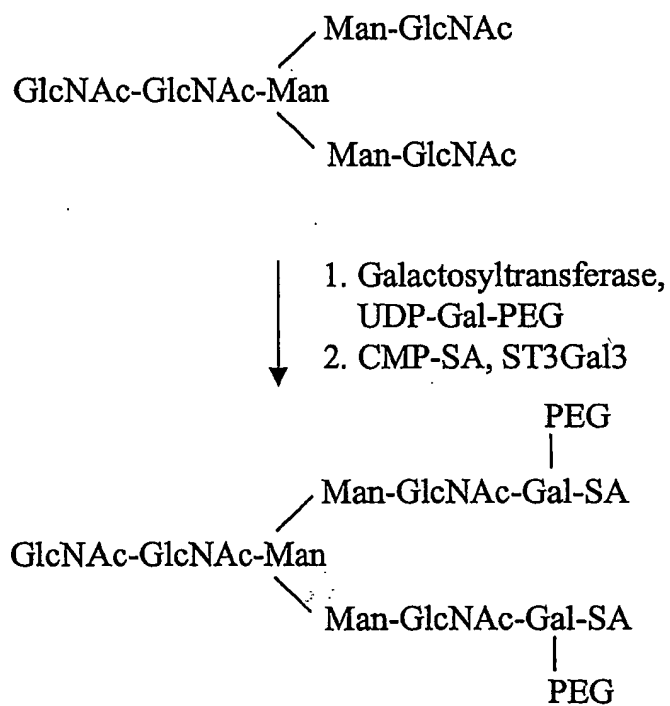 Man-GlcNAc
GlcNAc-GlcNAc-Man
Man-GlcNAc
1. Galactosyltransferase,
UDP-Gal-PEG
2. CMP-SA, ST3Gal3
PEG
Man-GlcNAc-Gal-SA
GlcNAc-GlcNAc-Man
Man-GlcNAc-Gal-SA
PEG